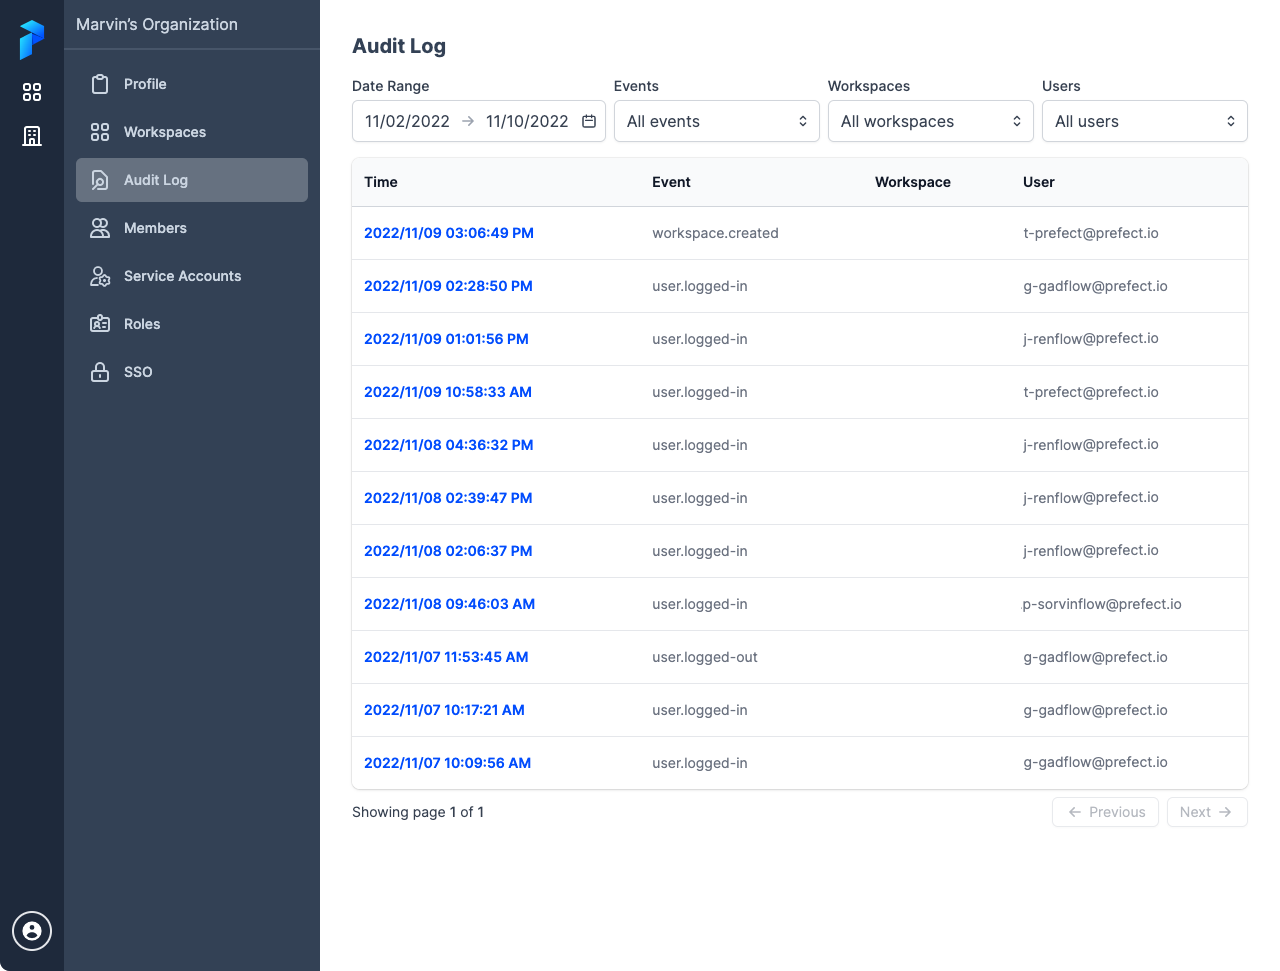 Marvin’s Organization
Profile
Workspaces
Audit Log
Members
Service Accounts
Roles
SSO
Audit Log
Date Range Events Workspaces Users
11/02/2022 → 11/10/2022 All events All workspaces All users
Time Event Workspace User
2022/11/09 03:06:49 PM workspace.created t-prefect@prefect.io
2022/11/09 02:28:50 PM user.logged-in g-gadflow@prefect.io
2022/11/09 01:01:56 PM user.logged-in j-renflow@prefect.io
2022/11/09 10:58:33 AM user.logged-in t-prefect@prefect.io
2022/11/08 04:36:32 PM user.logged-in j-renflow@prefect.io
2022/11/08 02:39:47 PM user.logged-in j-renflow@prefect.io
2022/11/08 02:06:37 PM user.logged-in j-renflow@prefect.io
2022/11/08 09:46:03 AM user.logged-in p-sorvinflow@prefect.io
2022/11/07 11:53:45 AM user.logged-out g-gadflow@prefect.io
2022/11/07 10:17:21 AM user.logged-in g-gadflow@prefect.io
2022/11/07 10:09:56 AM user.logged-in g-gadflow@prefect.io
Showing page 1 of 1 ← Previous Next →